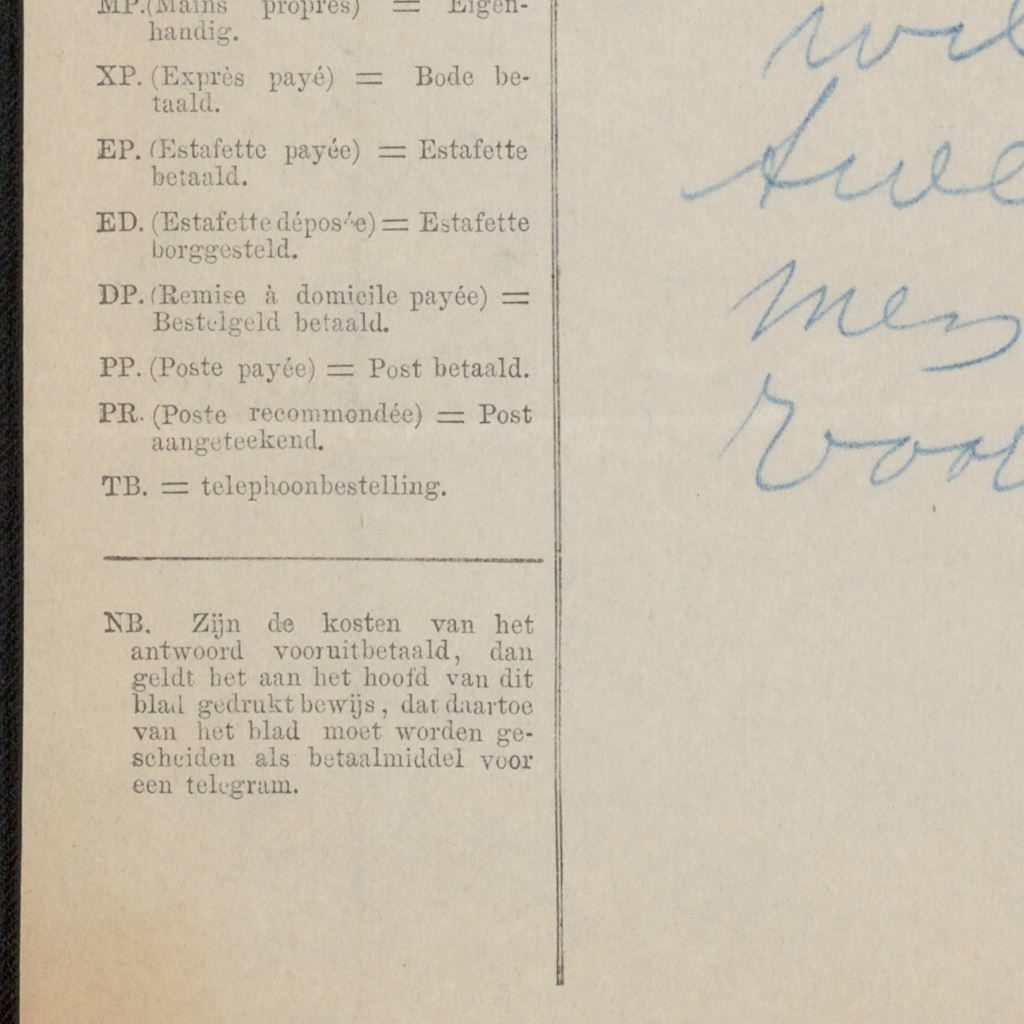 MP.(Mains propres) = Eigen-
handig.
XP. (Exprès payé) = Bode be-
taald.
EP. (Estafette payée) = Estafette
betaald.
ED. (Estafette déposée) = Estafette
borggesteld.
DP. (Remise à domicile payée) =
Bestelgeld betaald.
PP. (Poste payée) = Post betaald.
PR. (Poste recommondée) = Post
aangeteekend.
TB. = telephoonbestelling.
NB. Zijn de kosten van het
antwoord vooruitbetaald, dan
geldt het aan het hoofd van dit
blad gedrukt bewijs, dat daartoe
van het blad moet worden ge-
scheiden als betaalmiddel voor
een telegram.